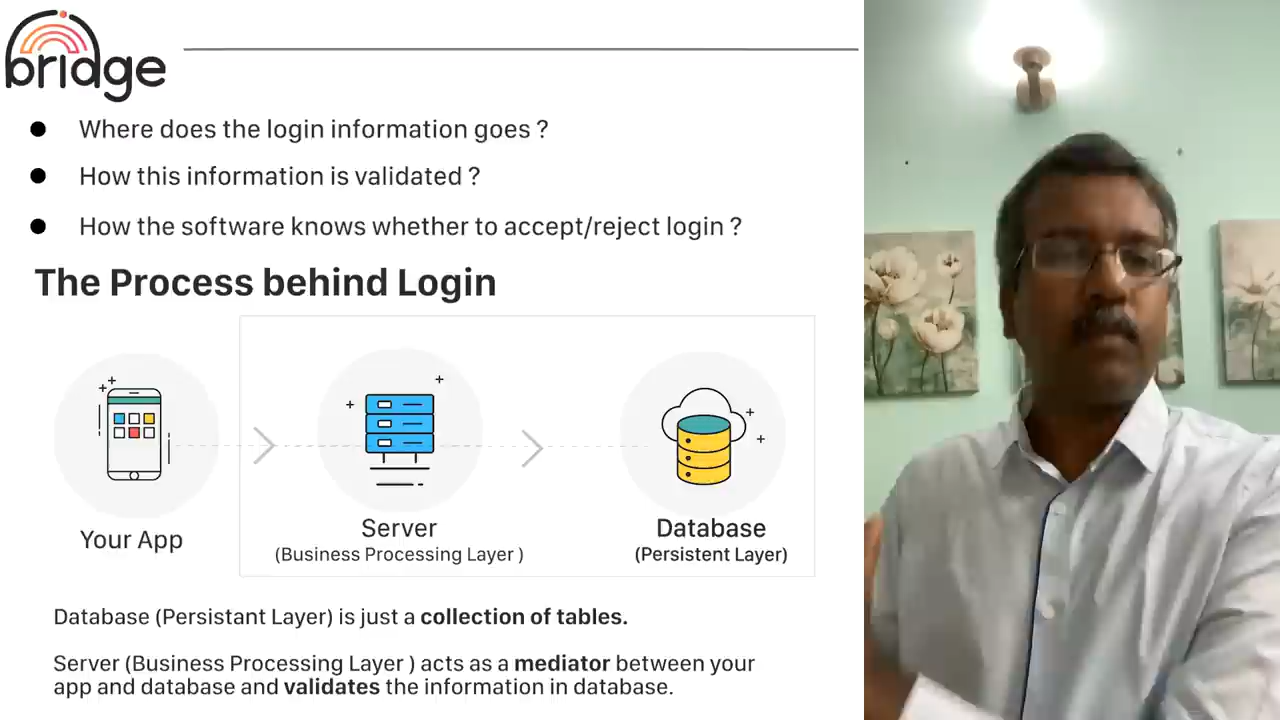 bridge
Where does the login information goes ?
How this information is validated ?
How the software knows whether to accept/reject login ?
The Process behind Login
Your App
Server
(Business Processing Layer )
Database
(Persistent Layer)
Database (Persistant Layer) is just a collection of tables.
Server (Business Processing Layer ) acts as a mediator between your
app and database and validates the information in database.